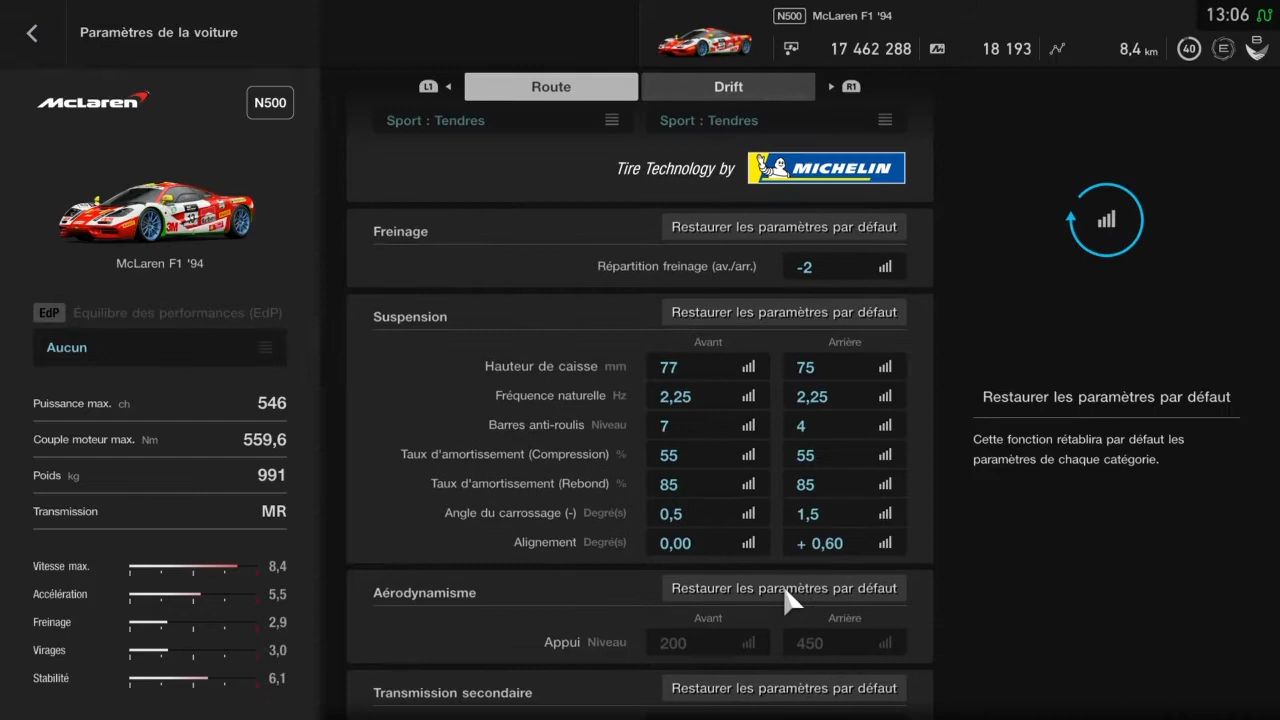 N500 McLaren F1 '94
13:06
Paramètres de la voiture
17 462 288
18 193
8,4 km
40
E
B
L1 Route Drift R1
McLaren
N500
Sport : Tendres Sport : Tendres
Tire Technology by MICHELIN
Freinage Restaurer les paramètres par défaut
Répartition freinage (av./arr.) -2
McLaren F1 '94
EdP Équilibre des performances (EdP)
Aucun
Suspension Restaurer les paramètres par défaut
Avant Arrière
Hauteur de caisse mm 77 75
Fréquence naturelle Hz 2,25 2,25
Barres anti-roulis Niveau 7 4
Taux d'amortissement (Compression) % 55 55
Taux d'amortissement (Rebond) % 85 85
Angle du carrossage (-) Degré(s) 0,5 1,5
Alignement Degré(s) 0,00 + 0,60
Puissance max. ch 546
Couple moteur max. Nm 559,6
Poids kg 991
Transmission MR
Vitesse max. 8,4
Accélération 5,5
Freinage 2,9
Virages 3,0
Stabilité 6,1
Aérodynamisme Restaurer les paramètres par défaut
Avant Arrière
Appui Niveau 200 450
Transmission secondaire Restaurer les paramètres par défaut
Restaurer les paramètres par défaut
Cette fonction rétablira par défaut les
paramètres de chaque catégorie.